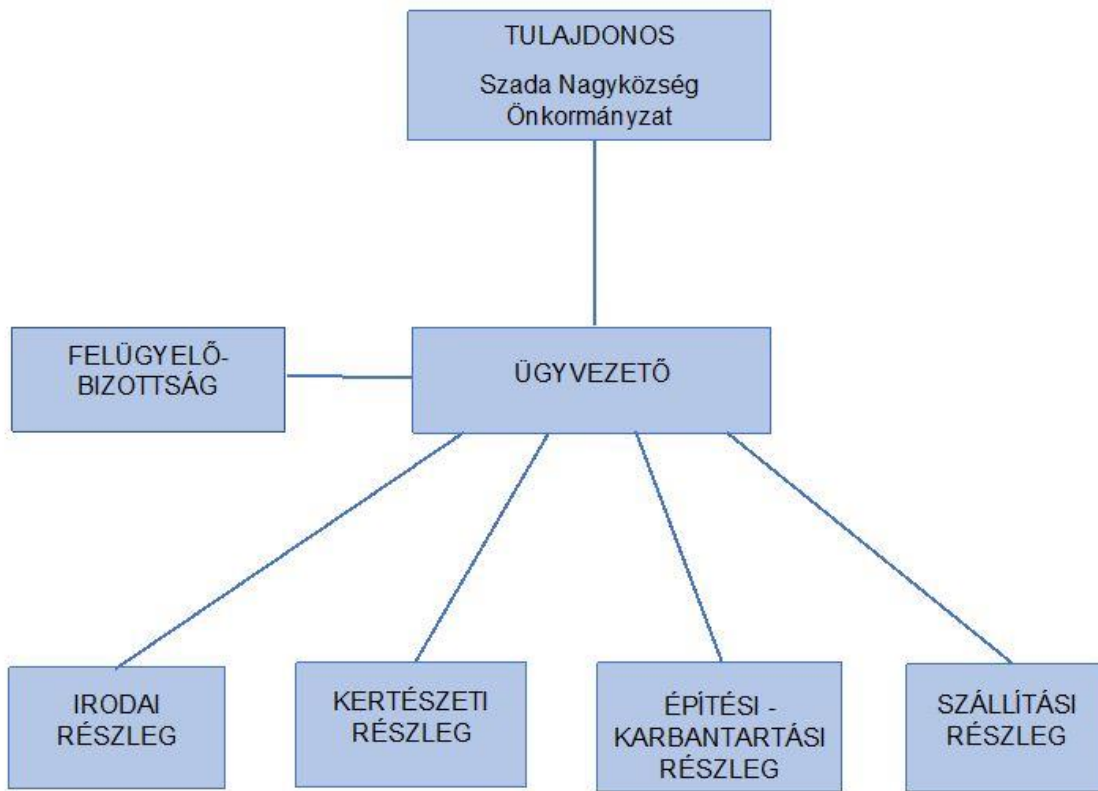 TULAJDONOS
Szada Nagyközség
Önkormányzat
FELÜGYELŐ-
BIZOTTSÁG
ÜGYVEZETŐ
IRODAI
RÉSZLEG
KERTÉSZETI
RÉSZLEG
ÉPÍTÉSI -
KARBANTARTÁSI
RÉSZLEG
SZÁLLÍTÁSI
RÉSZLEG